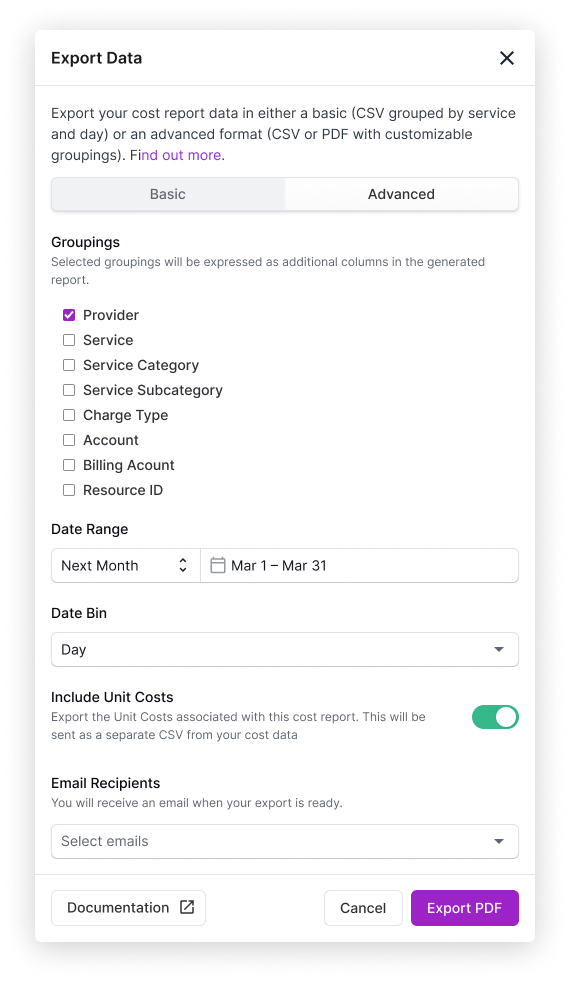 Export Data
Export your cost report data in either a basic (CSV grouped by service
and day) or an advanced format (CSV or PDF with customizable
groupings). Find out more.
Basic
Advanced
Groupings
Selected groupings will be expressed as additional columns in the generated
report.
Provider
Service
Service Category
Service Subcategory
Charge Type
Account
Billing Acount
Resource ID
Date Range
Next Month
Mar 1 – Mar 31
Date Bin
Day
Include Unit Costs
Export the Unit Costs associated with this cost report. This will be
sent as a separate CSV from your cost data
Email Recipients
You will receive an email when your export is ready.
Select emails
Documentation
Cancel
Export PDF